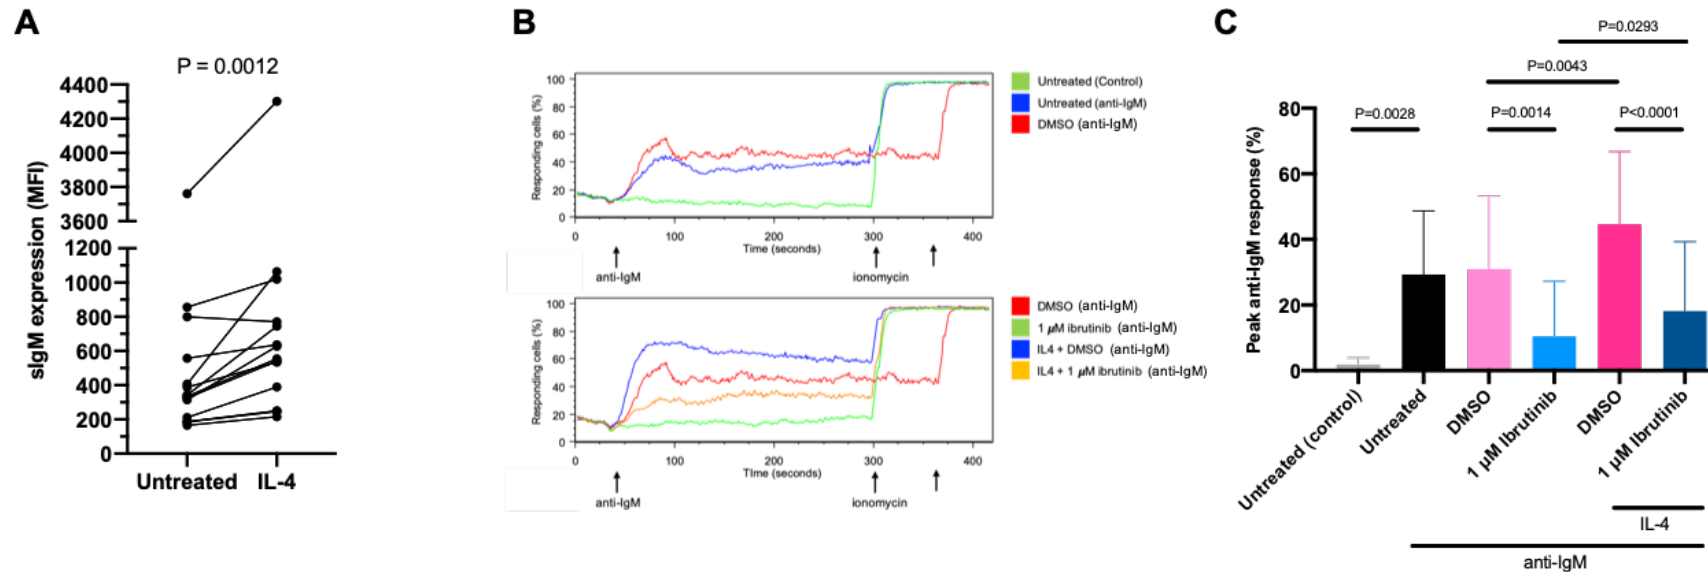 A
P = 0.0012
sIgM expression (MFI)
4400
4200
4000
3800
3600
1200
1000
800
600
400
200
0
Untreated IL-4
B
Responding cells (%)
100
80
60
40
20
0
0 100 200 300 400
Time (seconds)
anti-IgM ionomycin
Untreated (Control)
Untreated (anti-IgM)
DMSO (anti-IgM)
Responding cells (%)
100
80
60
40
20
0
0 100 200 300 400
TIme (seconds)
anti-IgM ionomycin
DMSO (anti-IgM)
1 μM ibrutinib (anti-IgM)
IL4 + DMSO (anti-IgM)
IL4 + 1 μM ibrutinib (anti-IgM)
C
P=0.0293
P=0.0043
P=0.0028 P=0.0014 P<0.0001
Peak anti-IgM response (%)
80
60
40
20
0
Untreated (control)
Untreated
DMSO
1 μM Ibrutinib
DMSO
1 μM Ibrutinib
IL-4
anti-IgM